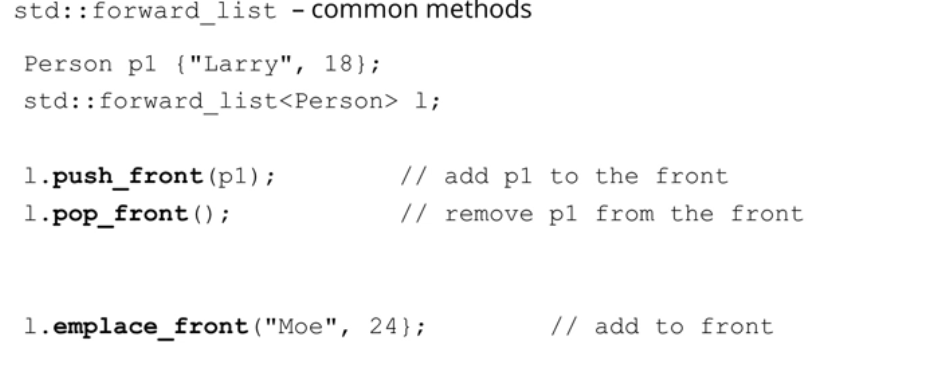 std::forward_list – common methods
Person p1 {"Larry", 18};
std::forward_list<Person> l;
l.push_front(p1); // add p1 to the front
l.pop_front(); // remove p1 from the front
l.emplace_front("Moe", 24}; // add to front